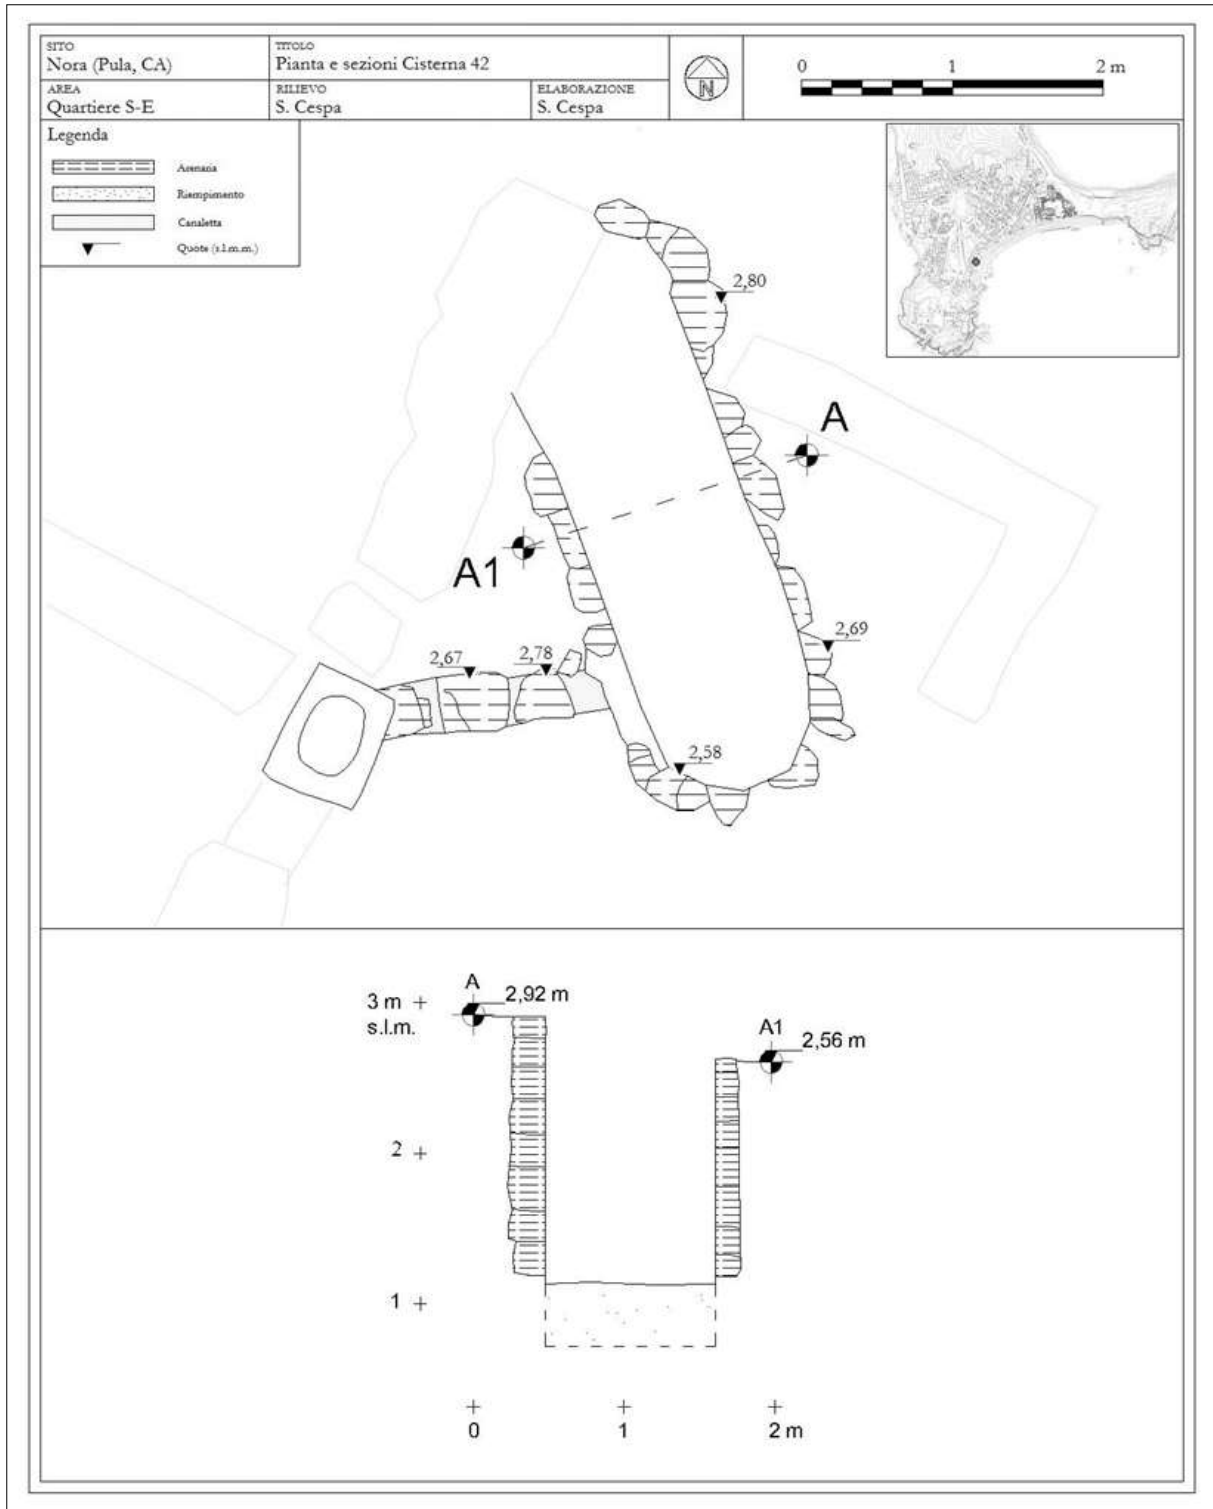 SITO
Nora (Pula, CA)
TITOLO
Pianta e sezioni Cisterna 42
AREA
Quartiere S-E
RILIEVO
S. Cespa
ELABORAZIONE
S. Cespa
N
0 1 2 m
Legenda
Arenaria
Riempimento
Canaletta
Quote (s.l.m.m.)
2,80
A
A1
2,69
2,67
2,78
2,58
A
2,92 m
3 m
s.l.m.
A1
2,56 m
2
1
0 1 2 m